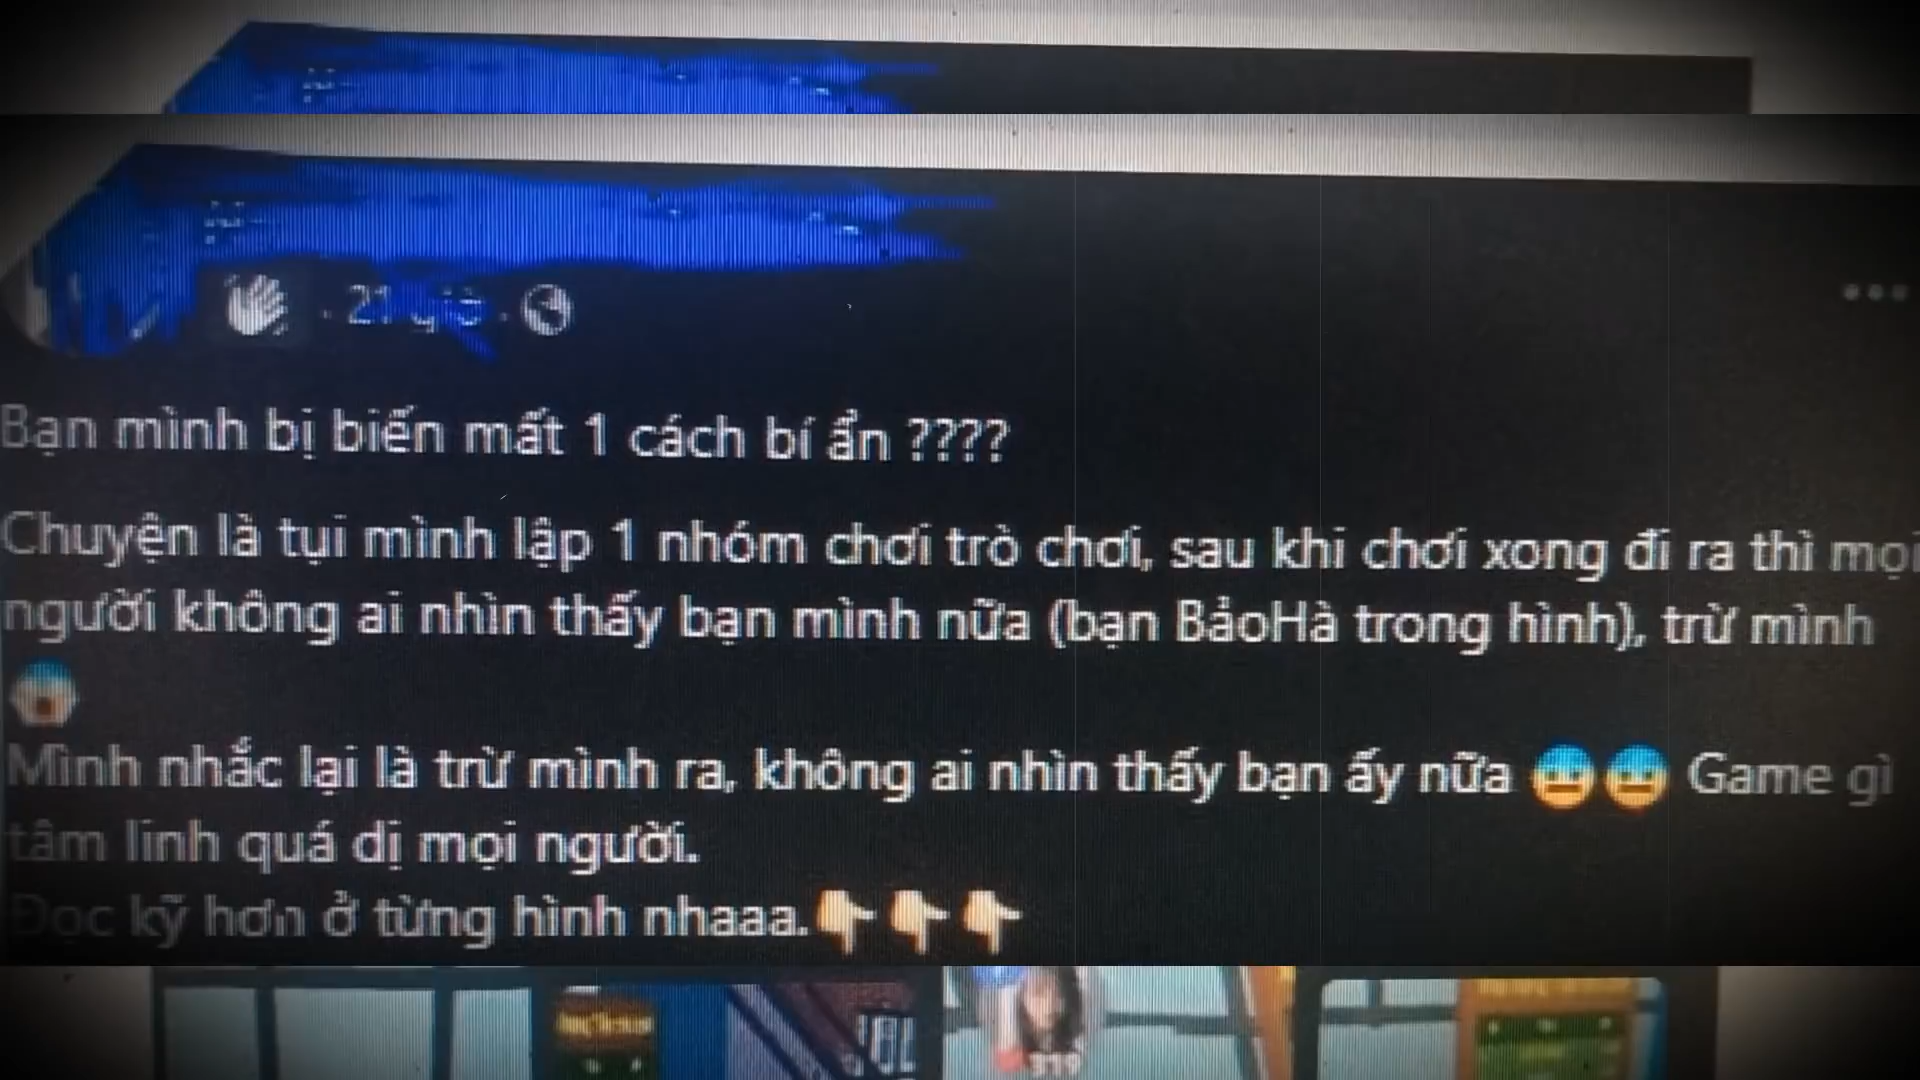 21 giờ
Bạn mình bị biến mất 1 cách bí ẩn ????
Chuyện là tụi mình lập 1 nhóm chơi trò chơi, sau khi chơi xong đi ra thì mọi
người không ai nhìn thấy bạn mình nữa (bạn BảoHà trong hình), trừ mình
😱
Mình nhắc lại là trừ mình ra, không ai nhìn thấy bạn ấy nữa 😨😨 Game gì
tâm linh quá dị mọi người.
Đọc kỹ hơn ở từng hình nhaaa.👇👇👇